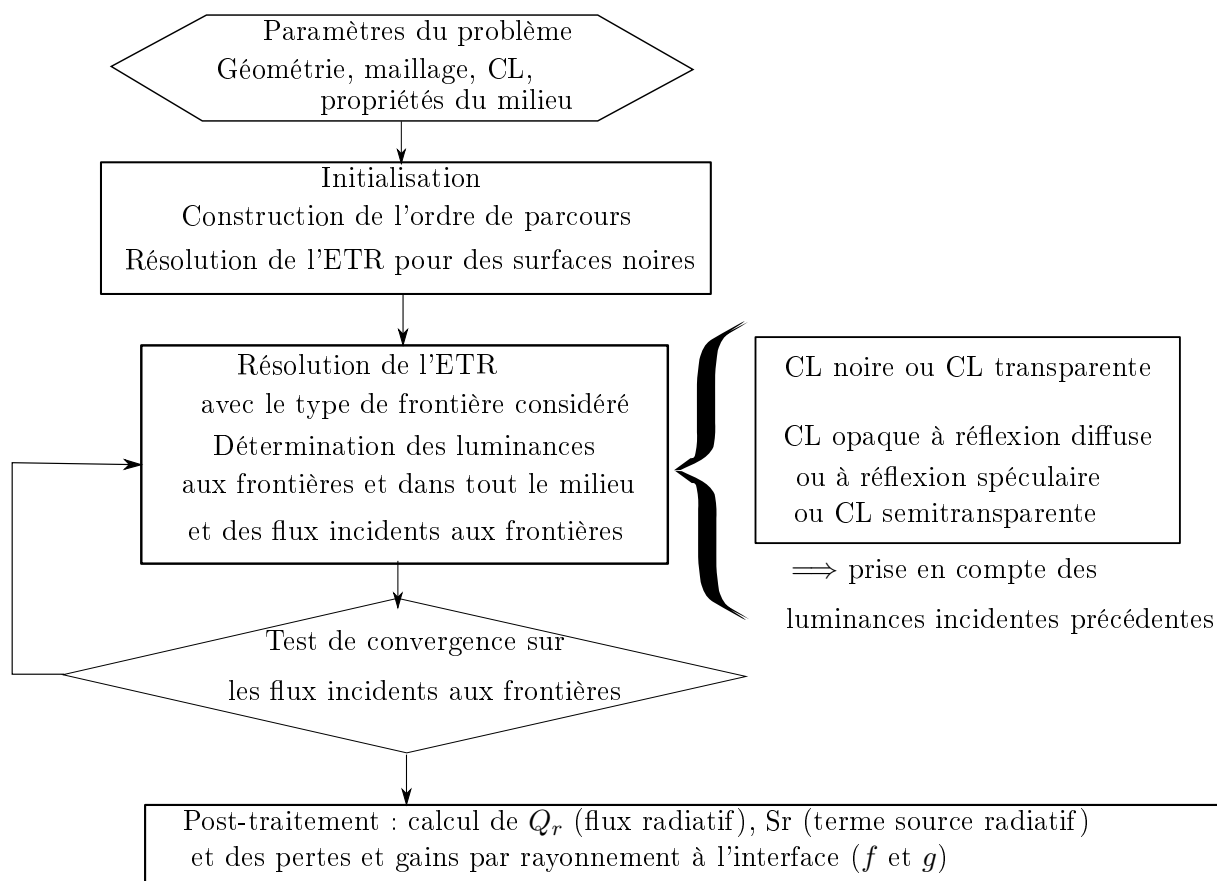 Paramètres du problème
Géométrie, maillage, CL,
propriétés du milieu
Initialisation
Construction de l'ordre de parcours
Résolution de l'ETR pour des surfaces noires
Résolution de l'ETR
avec le type de frontière considéré
Détermination des luminances
aux frontières et dans tout le milieu
et des flux incidents aux frontières
CL noire ou CL transparente
CL opaque à réflexion diffuse
ou à réflexion spéculaire
ou CL semitransparente
⟹ prise en compte des
luminances incidentes précédentes
Test de convergence sur
les flux incidents aux frontières
Post-traitement : calcul de Q_r (flux radiatif), Sr (terme source radiatif)
et des pertes et gains par rayonnement à l'interface (f et g)